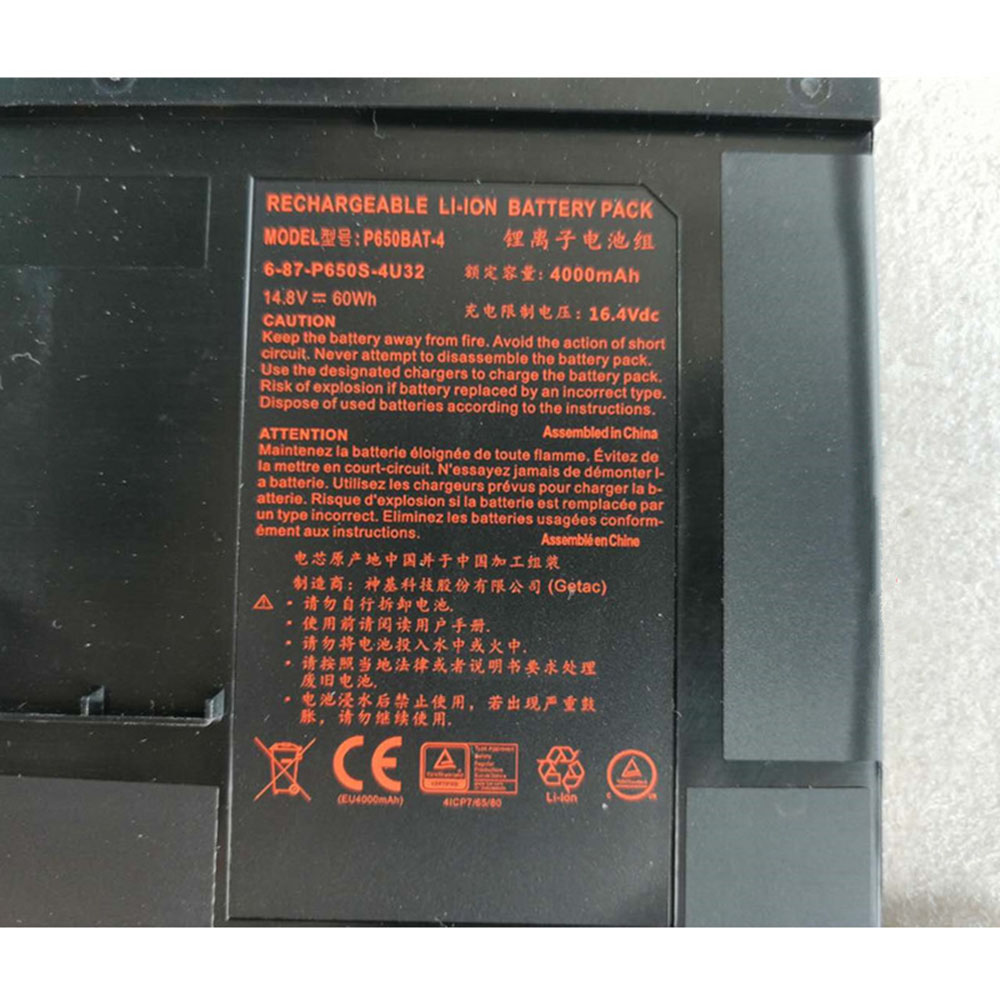 RECHARGEABLE LI-ION BATTERY PACK
MODEL型号: P650BAT-4 锂离子电池组
6-87-P650S-4U32 额定容量: 4000mAh
14.8V⎓ 60Wh 充电限制电压: 16.4Vdc
CAUTION
Keep the battery away from fire. Avoid the action of short
circuit. Never attempt to disassemble the battery pack.
Use the designated chargers to charge the battery pack.
Risk of explosion if battery replaced by an incorrect type.
Dispose of used batteries according to the instructions.
ATTENTION Assembled in China
Maintenez la batterie éloignée de toute flamme. Évitez de
la mettre en court-circuit. N'essayez jamais de démonter l-
a batterie. Utilisez les chargeurs prévus pour charger la b-
atterie. Risque d'explosion si la batterie est remplacée par
un type incorrect. Eliminez les batteries usagées conform-
ément aux instructions. Assemblé en Chine
电芯原产地中国并于中国加工组装
制造商: 神基科技股份有限公司 (Getac)
· 请勿自行拆卸电池.
· 使用前请阅读用户手册.
· 请勿将电池投入水中或火中.
· 请按照当地法律或者说明书要求处理
废旧电池.
· 电池浸水后禁止使用, 若出现严重鼓
胀, 请勿继续使用.
CE
(EU4000mAh) 4ICP7/65/80 Li-ion